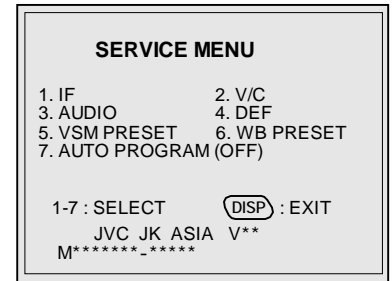 SERVICE MENU
1. IF 2. V/C
3. AUDIO 4. DEF
5. VSM PRESET 6. WB PRESET
7. AUTO PROGRAM (OFF)
1-7 : SELECT DISP : EXIT
JVC JK ASIA V**
M*******-*****